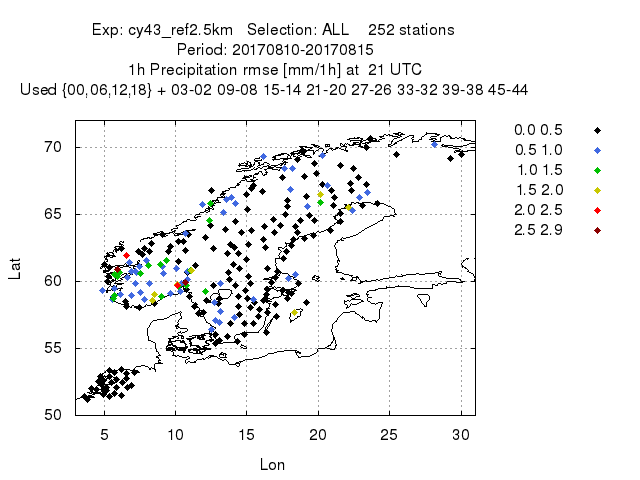 Exp: cy43_ref2.5km   Selection: ALL    252 stations
Period: 20170810-20170815
1h Precipitation rmse [mm/1h] at  21 UTC
Used {00,06,12,18} + 03-02 09-08 15-14 21-20 27-26 33-32 39-38 45-44
0.0 0.5
0.5 1.0
1.0 1.5
1.5 2.0
2.0 2.5
2.5 2.9
70
65
60
55
50
Lat
5 10 15 20 25 30
Lon